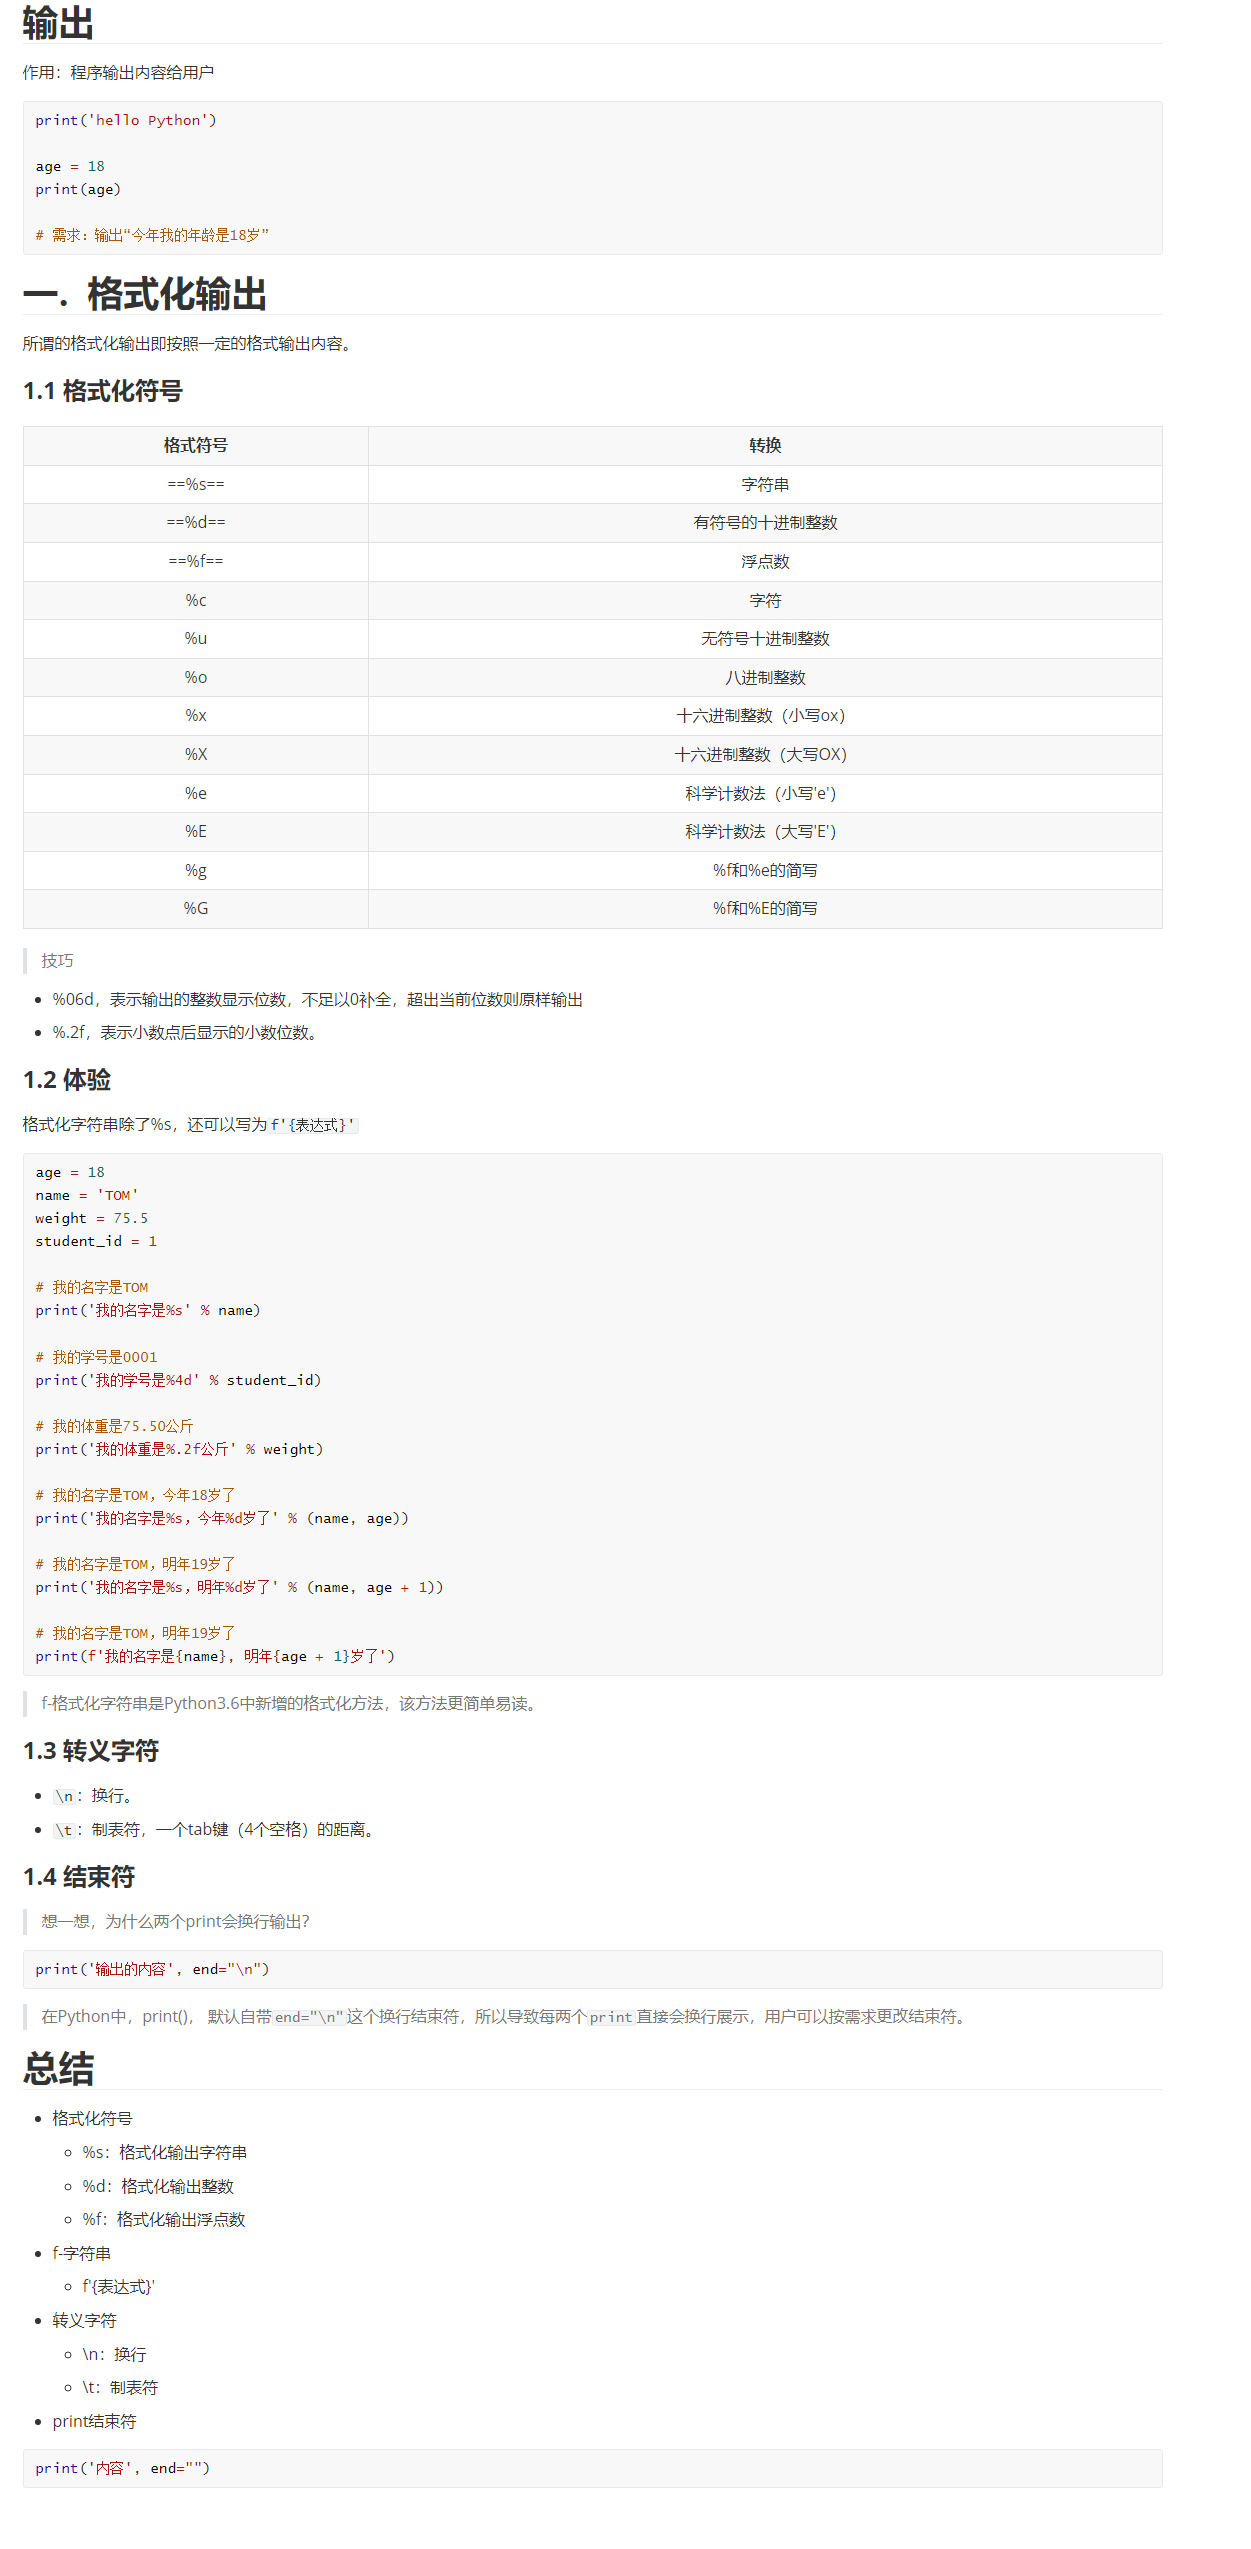 输出
作用：程序输出内容给用户
print('hello Python')
age = 18
print(age)
# 需求：输出“今年我的年龄是18岁”
一. 格式化输出
所谓的格式化输出即按照一定的格式输出内容。
1.1 格式化符号
格式符号 转换
==%s== 字符串
==%d== 有符号的十进制整数
==%f== 浮点数
%c 字符
%u 无符号十进制整数
%o 八进制整数
%x 十六进制整数（小写ox）
%X 十六进制整数（大写OX）
%e 科学计数法（小写'e'）
%E 科学计数法（大写'E'）
%g %f和%e的简写
%G %f和%E的简写
技巧
• %06d，表示输出的整数显示位数，不足以0补全，超出当前位数则原样输出
• %.2f，表示小数点后显示的小数位数。
1.2 体验
格式化字符串除了%s，还可以写为f'{表达式}'
age = 18
name = 'TOM'
weight = 75.5
student_id = 1
# 我的名字是TOM
print('我的名字是%s' % name)
# 我的学号是0001
print('我的学号是%4d' % student_id)
# 我的体重是75.50公斤
print('我的体重是%.2f公斤' % weight)
# 我的名字是TOM，今年18岁了
print('我的名字是%s，今年%d岁了' % (name, age))
# 我的名字是TOM，明年19岁了
print('我的名字是%s，明年%d岁了' % (name, age + 1))
# 我的名字是TOM，明年19岁了
print(f'我的名字是{name}, 明年{age + 1}岁了')
f-格式化字符串是Python3.6中新增的格式化方法，该方法更简单易读。
1.3 转义字符
• \n：换行。
• \t：制表符，一个tab键（4个空格）的距离。
1.4 结束符
想一想，为什么两个print会换行输出？
print('输出的内容', end="\n")
在Python中，print()， 默认自带end="\n"这个换行结束符，所以导致每两个print直接会换行展示，用户可以按需求更改结束符。
总结
• 格式化符号
◦ %s：格式化输出字符串
◦ %d：格式化输出整数
◦ %f：格式化输出浮点数
• f-字符串
◦ f'{表达式}'
• 转义字符
◦ \n：换行
◦ \t：制表符
• print结束符
print('内容', end="")